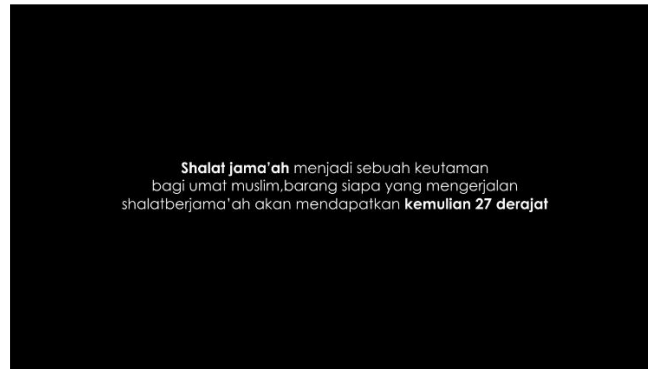 Shalat jama'ah menjadi sebuah keutaman
bagi umat muslim,barang siapa yang mengerjalan
shalatberjama'ah akan mendapatkan kemulian 27 derajat